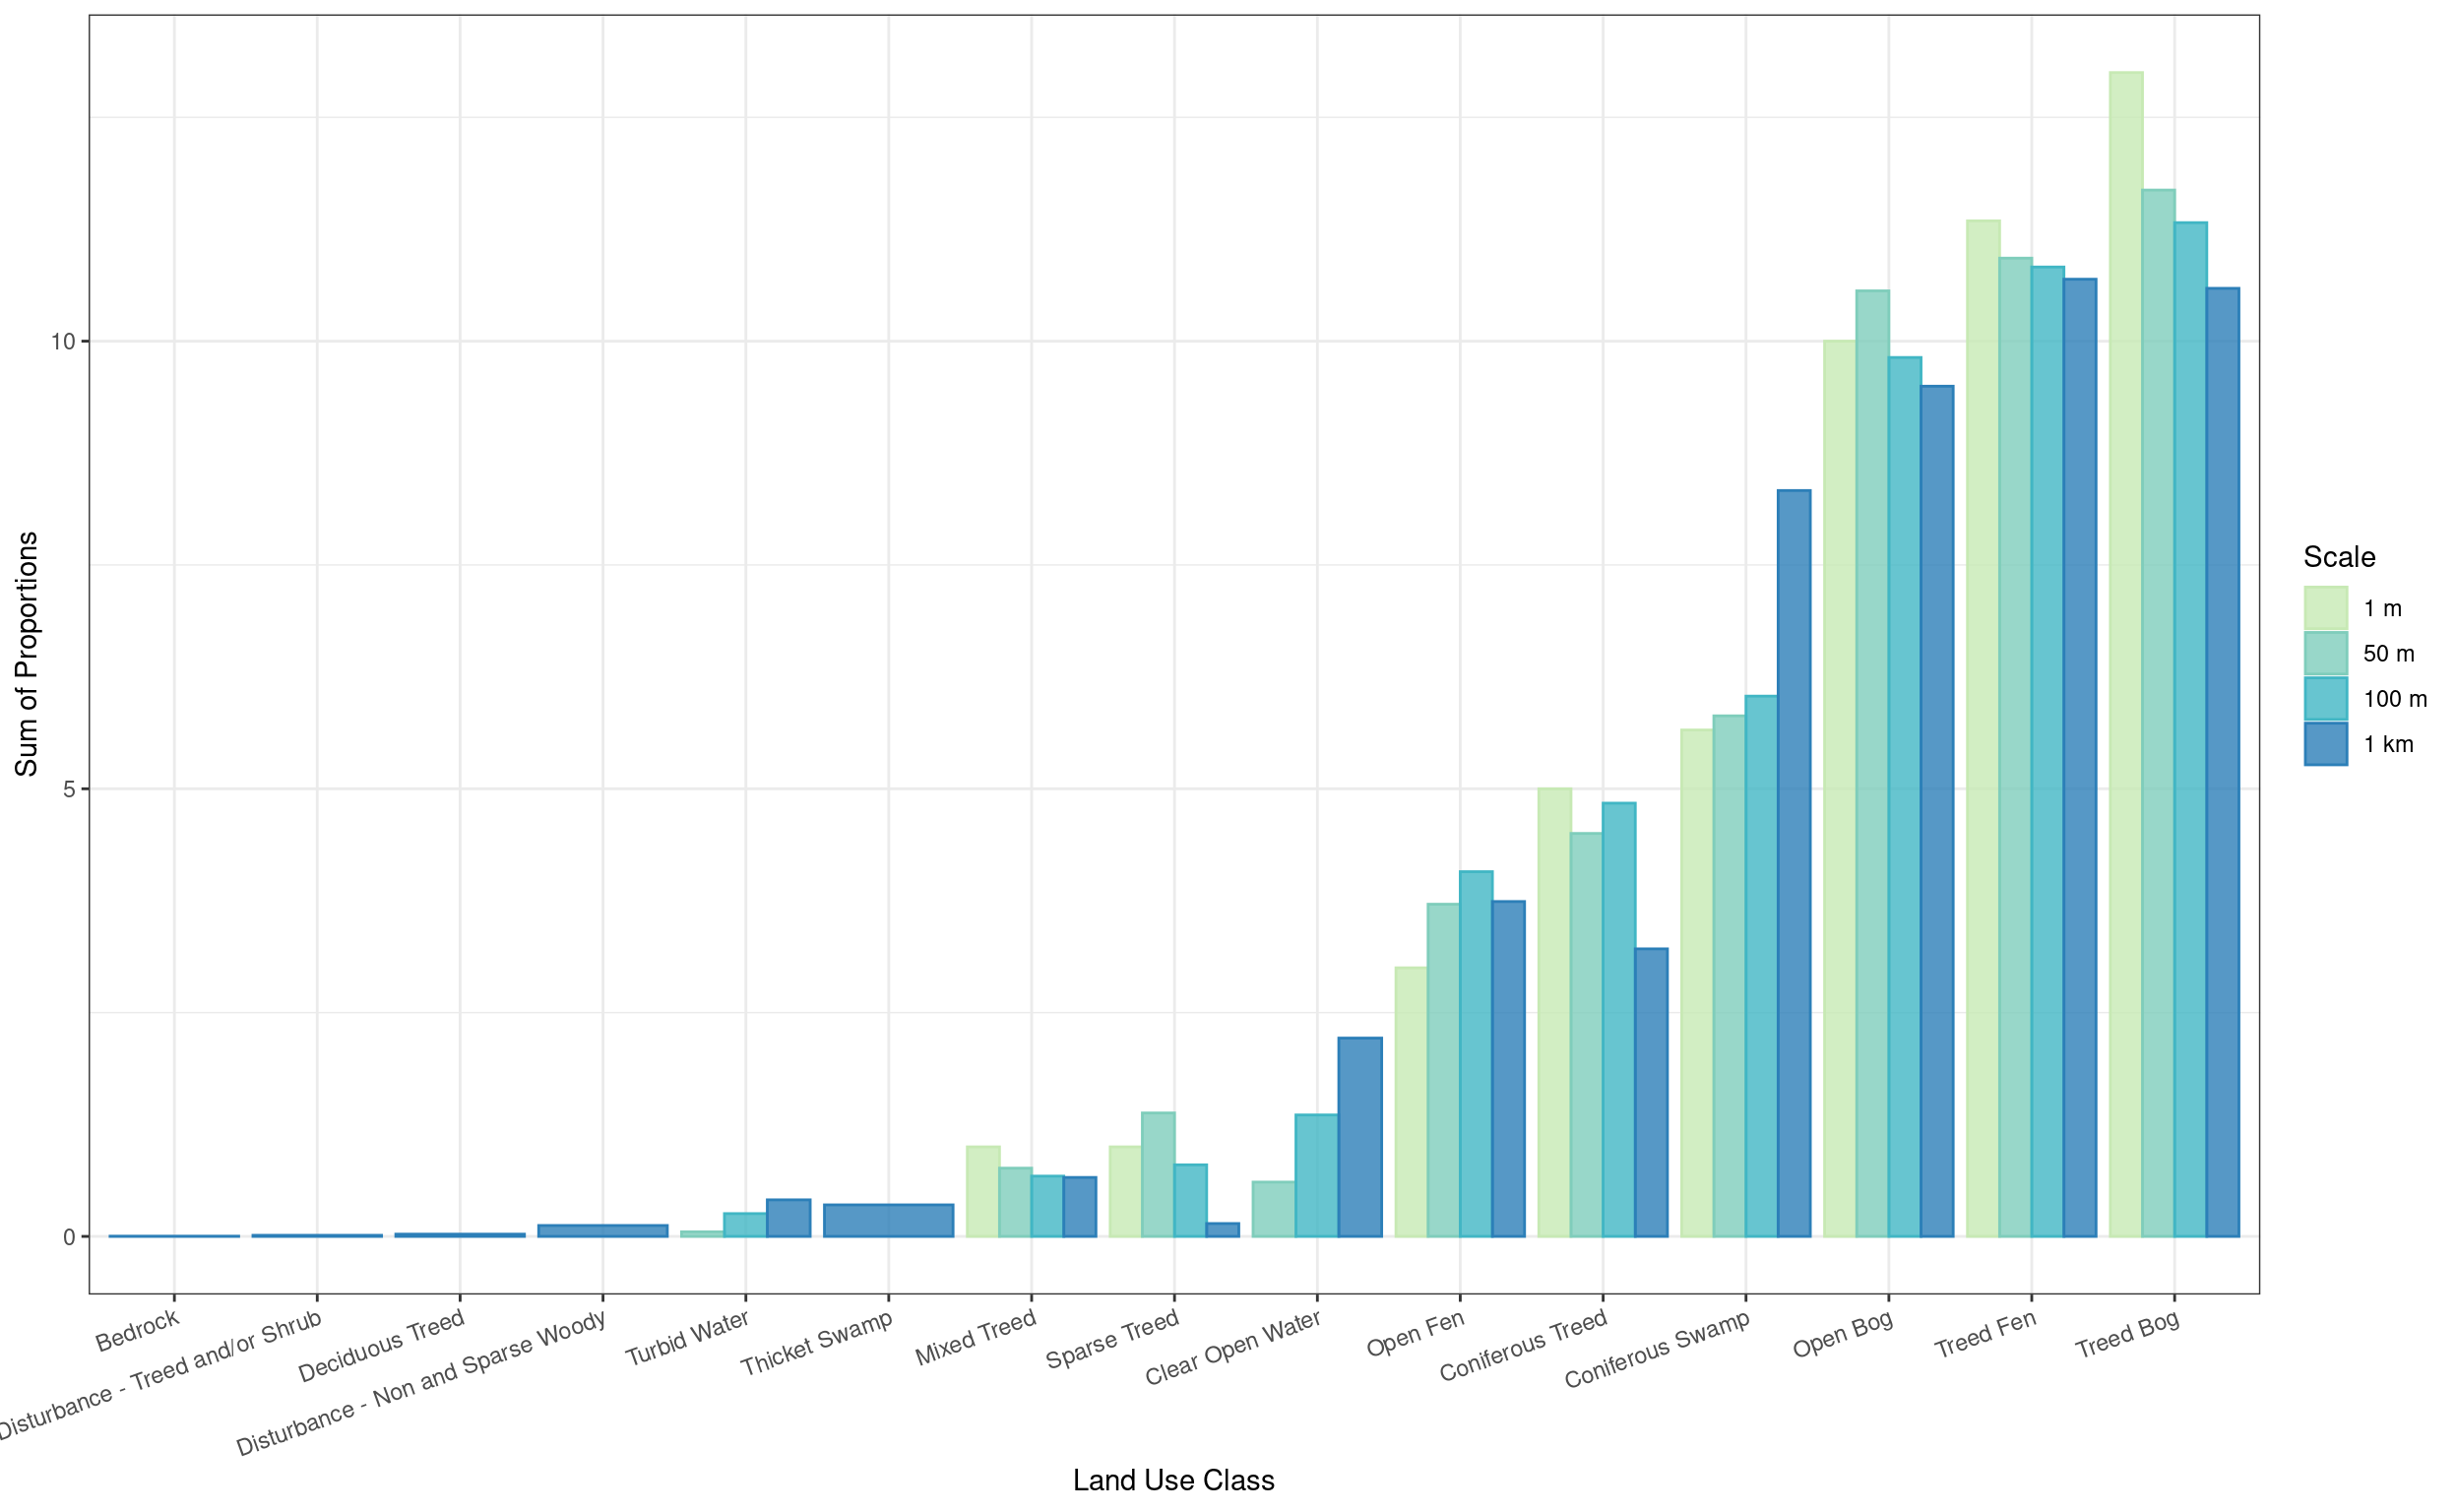 Sum of Proportions
10
5
0
Bedrock
Disturbance - Treed and/or Shrub
Deciduous Treed
Disturbance - Non and Sparse Woody
Turbid Water
Thicket Swamp
Mixed Treed
Sparse Treed
Clear Open Water
Open Fen
Coniferous Treed
Coniferous Swamp
Open Bog
Treed Fen
Treed Bog
Land Use Class
Scale
1 m
50 m
100 m
1 km